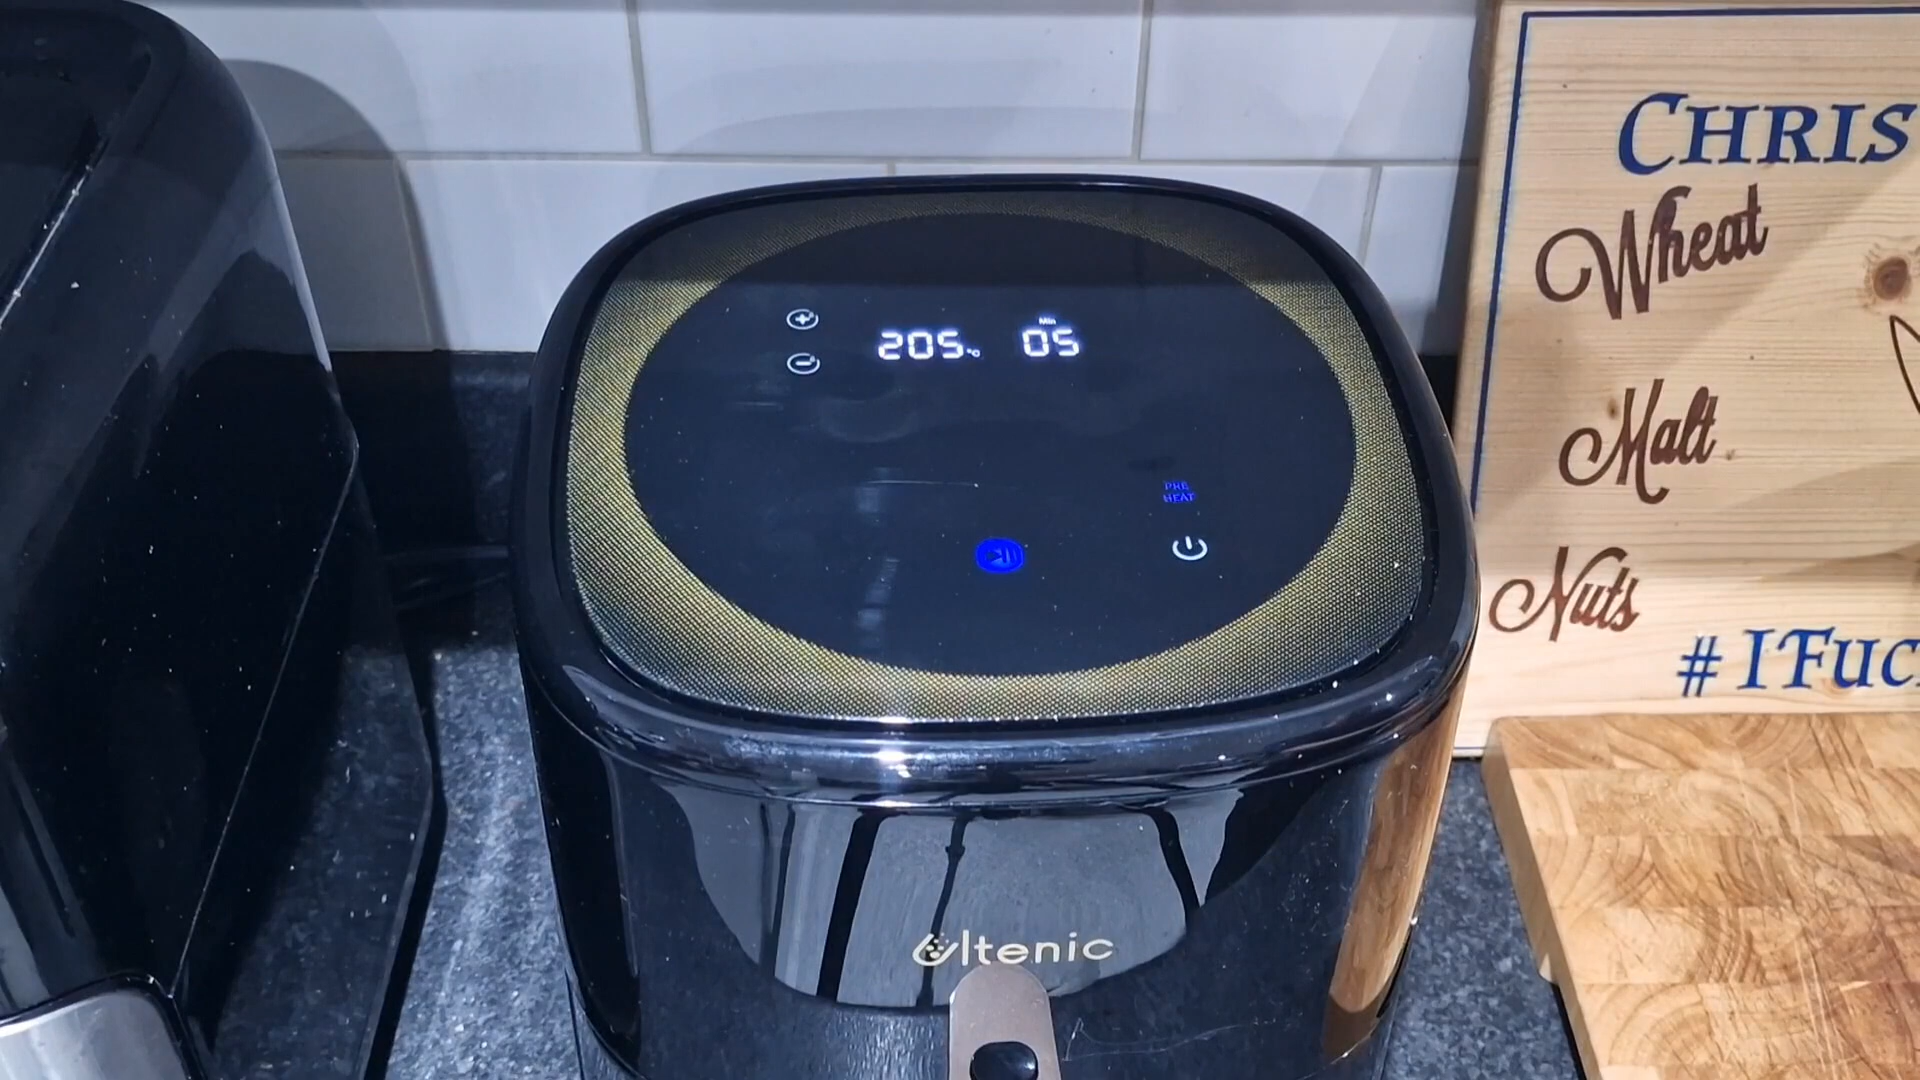 205°C
Min
05
PRE
HEAT
Ultenic
CHRIS
Wheat
Malt
Nuts
#IFuc